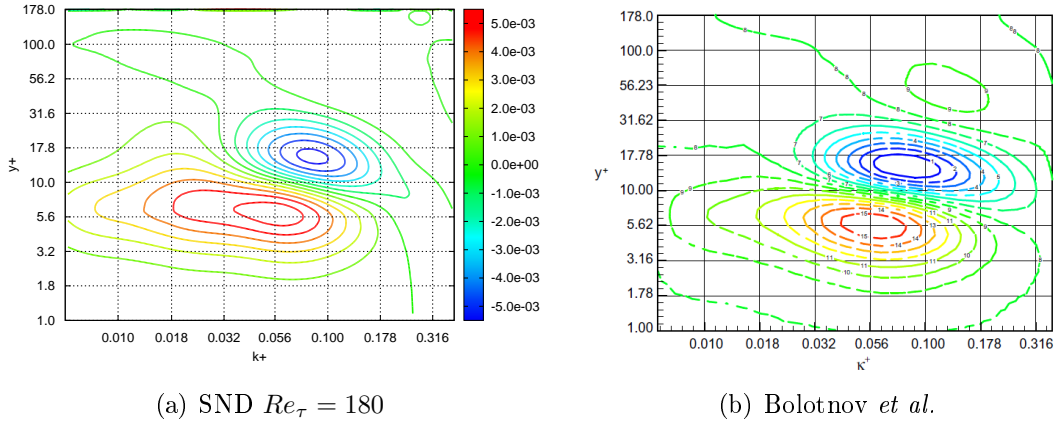 178.0
100.0
56.2
31.6
17.8
10.0
5.6
3.2
1.8
1.0
y+
0.010 0.018 0.032 0.056 0.100 0.178 0.316
k+
5.0e-03
4.0e-03
3.0e-03
2.0e-03
1.0e-03
0.0e+00
-1.0e-03
-2.0e-03
-3.0e-03
-4.0e-03
-5.0e-03
(a) SND Reτ = 180
178.0
100.0
56.23
31.62
17.78
10.00
5.62
3.16
1.78
1.00
y+
0.010 0.018 0.032 0.056 0.100 0.178 0.316
κ+
(b) Bolotnov et al.